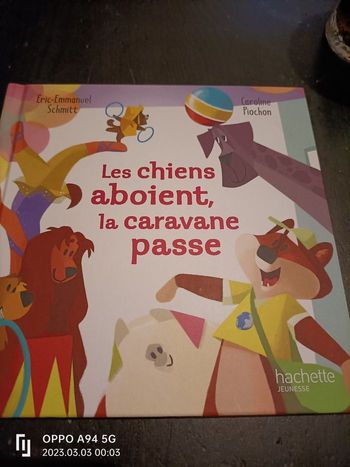 Eric-Emmanuel
Schmitt
Caroline
Piochon
Les chiens
aboient,
la caravane
passe
hachette
JEUNESSE
OPPO A94 5G
2023.03.03 00:03